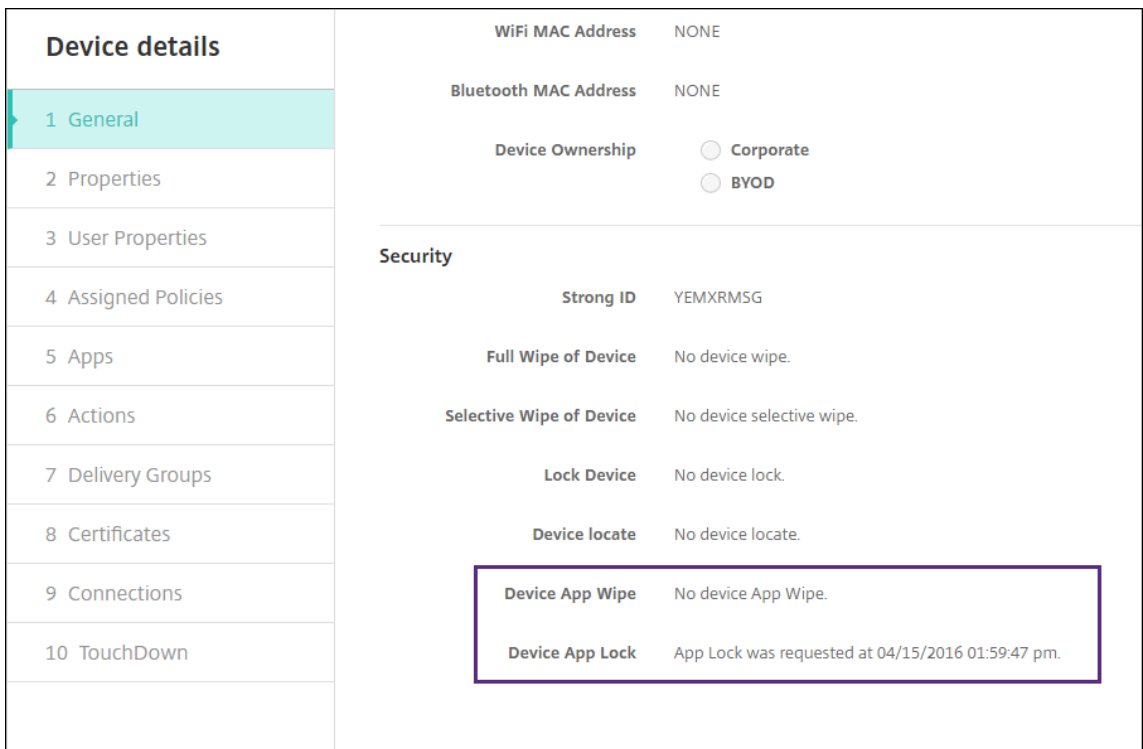 Device details
1 General
2 Properties
3 User Properties
4 Assigned Policies
5 Apps
6 Actions
7 Delivery Groups
8 Certificates
9 Connections
10 TouchDown
WiFi MAC Address NONE
Bluetooth MAC Address NONE
Device Ownership Corporate
BYOD
Security
Strong ID YEMXRMSG
Full Wipe of Device No device wipe.
Selective Wipe of Device No device selective wipe.
Lock Device No device lock.
Device locate No device locate.
Device App Wipe No device App Wipe.
Device App Lock App Lock was requested at 04/15/2016 01:59:47 pm.